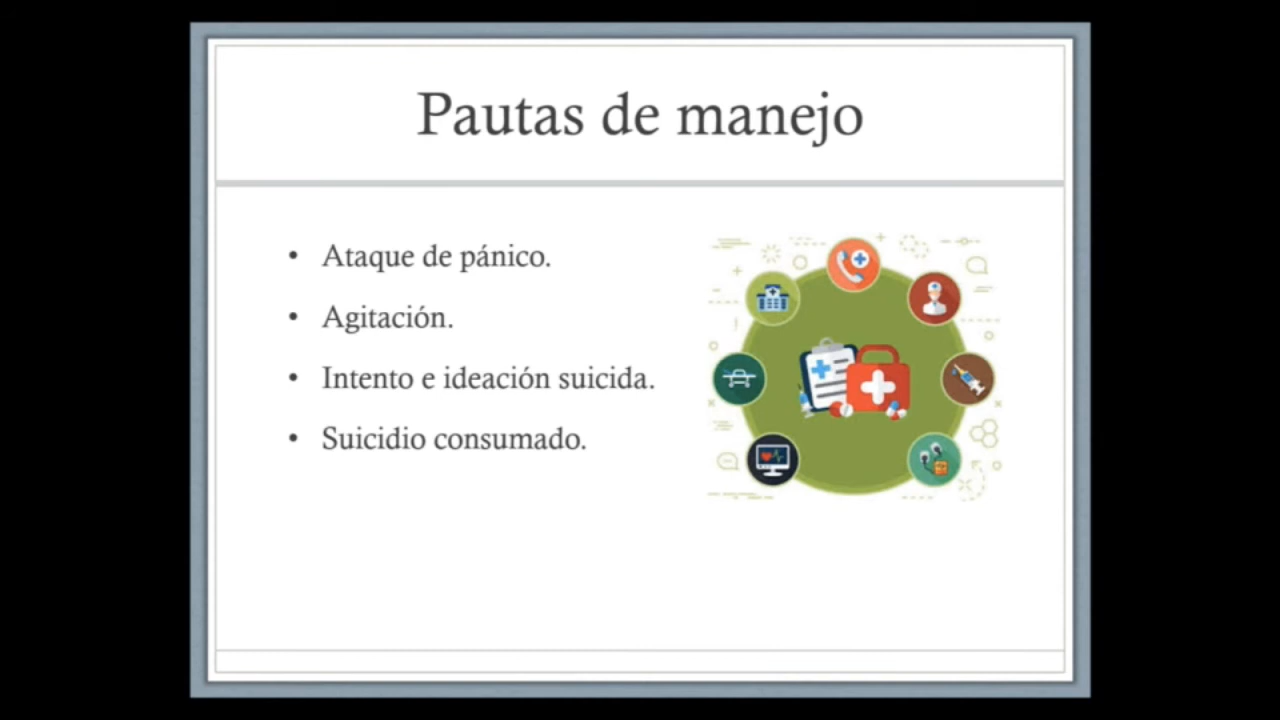 Pautas de manejo
• Ataque de pánico.
• Agitación.
• Intento e ideación suicida.
• Suicidio consumado.